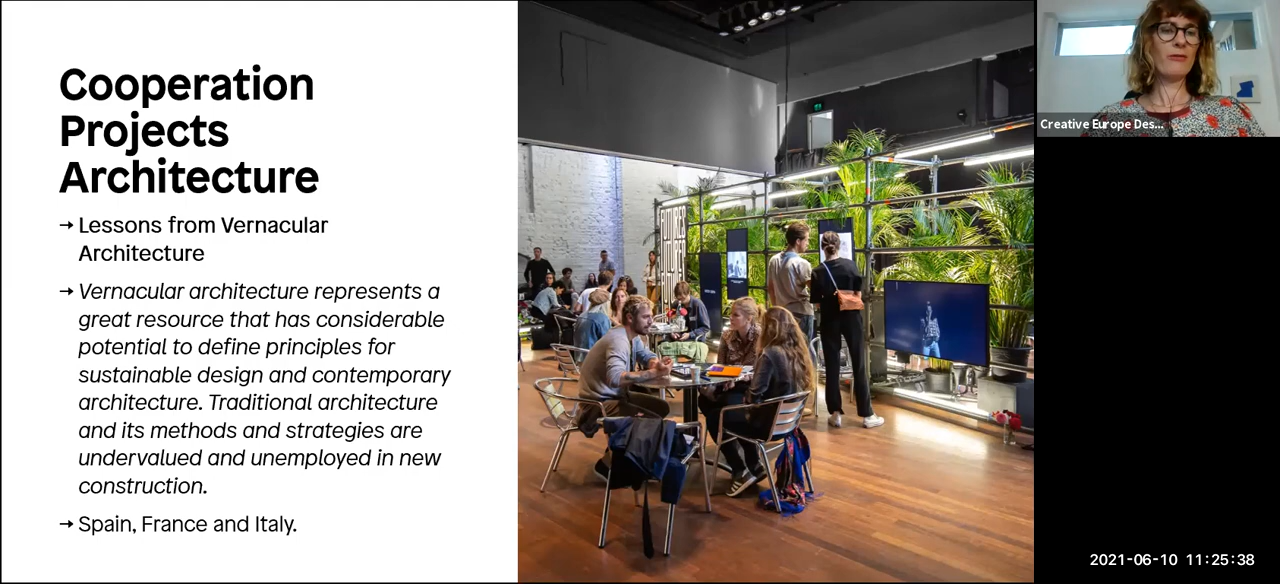 Cooperation
Projects
Architecture
→ Lessons from Vernacular
Architecture
→ Vernacular architecture represents a
great resource that has considerable
potential to define principles for
sustainable design and contemporary
architecture. Traditional architecture
and its methods and strategies are
undervalued and unemployed in new
construction.
→ Spain, France and Italy.
FUTURES
Creative Europe Des...
2021-06-10 11:25:38